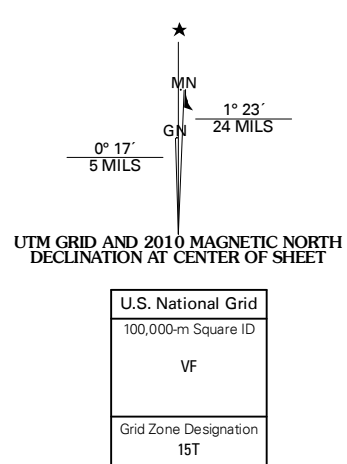 ★
MN
GN
1° 23´
24 MILS
0° 17´
5 MILS
UTM GRID AND 2010 MAGNETIC NORTH
DECLINATION AT CENTER OF SHEET
U.S. National Grid
100,000-m Square ID
VF
Grid Zone Designation
15T